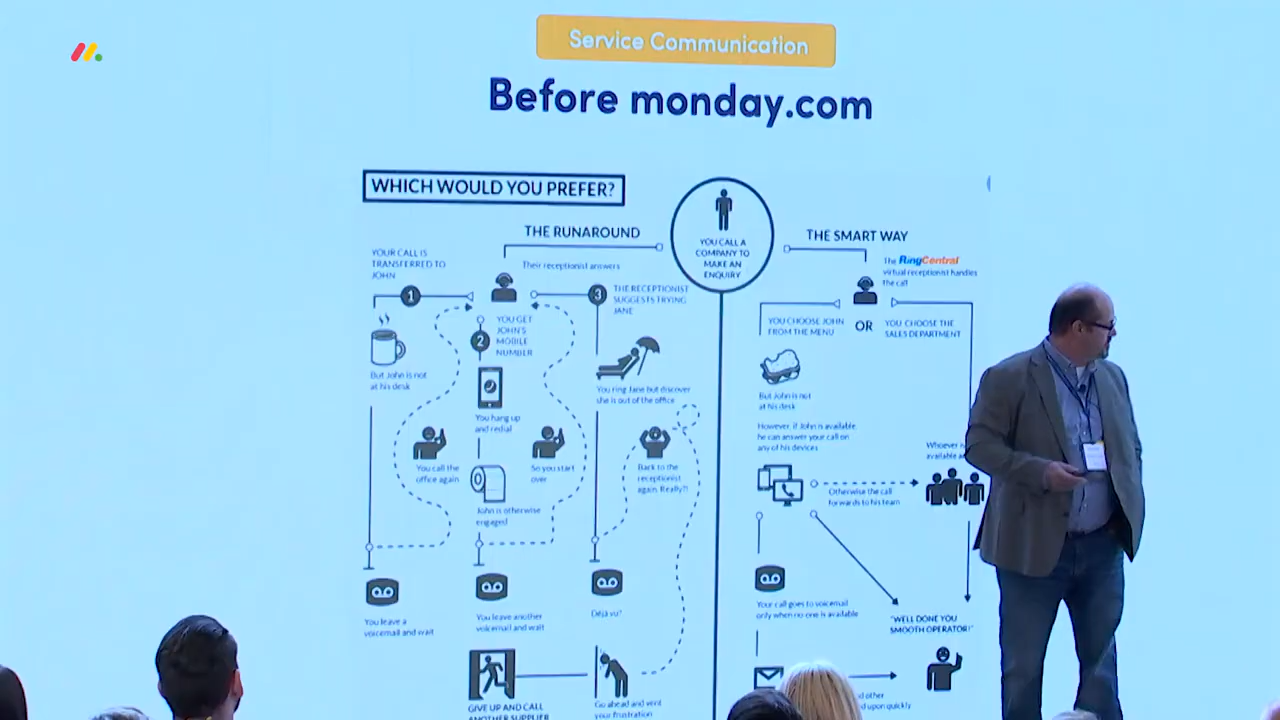 Service Communication
Before monday.com
WHICH WOULD YOU PREFER?
THE RUNAROUND
YOU CALL A
COMPANY TO
MAKE AN
ENQUIRY
THE SMART WAY
YOUR CALL IS
TRANSFERRED TO
JOHN
Their receptionist answers
The RingCentral
virtual receptionist handles
the call
1
3
THE RECEPTIONIST
SUGGESTS TRYING
JANE
2
YOU GET
JOHN'S
MOBILE
NUMBER
YOU CHOOSE JOHN
FROM THE MENU
OR
YOU CHOOSE THE
SALES DEPARTMENT
But John is not
at his desk
You ring Jane but discover
she is out of the office
But John is not
at his desk
You hang up
and redial
However, if John is available
he can answer your call on
any of his devices
Whoever is
available
You call the
office again
So you start
over
Back to the
receptionist
again. Really?!
Otherwise the call
forwards to his team
John is otherwise
engaged
You leave a
voicemail and wait
You leave another
voicemail and wait
Déjà vu?
Your call goes to voicemail
only when no one is available
"WELL DONE YOU
SMOOTH OPERATOR!"
GIVE UP AND CALL
ANOTHER SUPPLIER
Go ahead and vent
your frustration
other
upon quickly